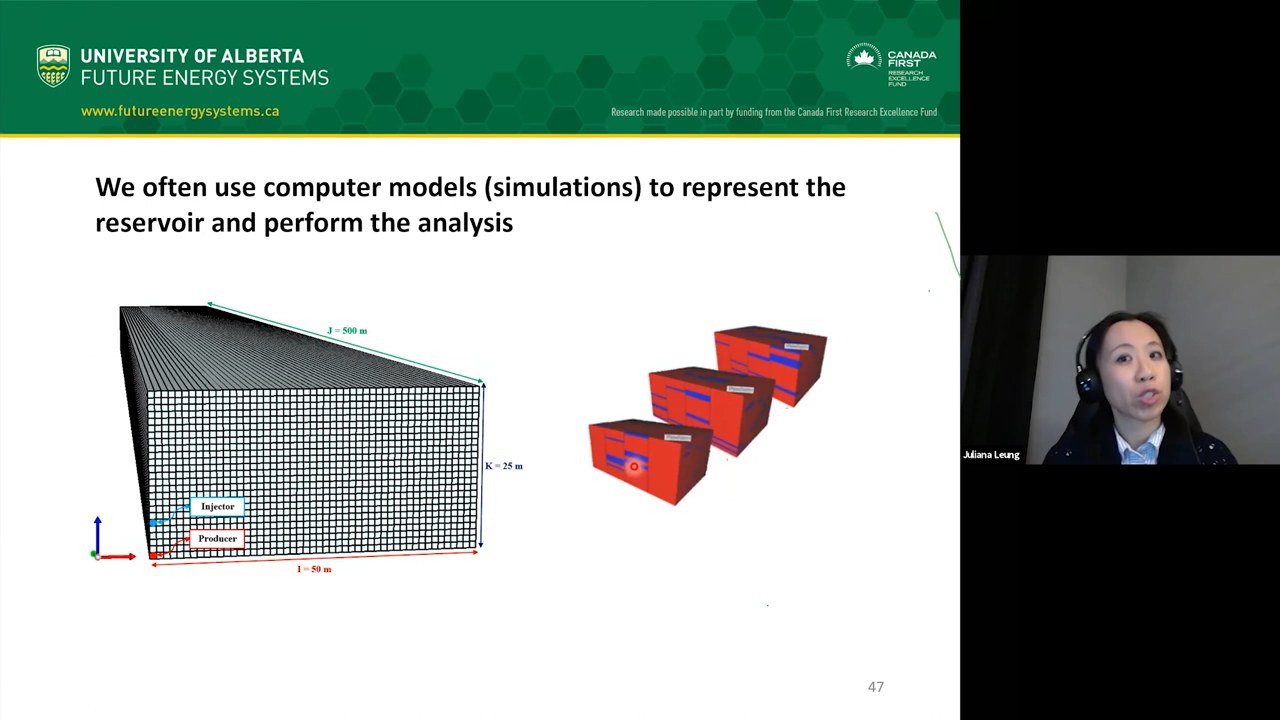 UNIVERSITY OF ALBERTA
FUTURE ENERGY SYSTEMS
www.futureenergysystems.ca
CANADA
FIRST
RESEARCH
EXCELLENCE
FUND
Research made possible in part by funding from the Canada First Research Excellence Fund
We often use computer models (simulations) to represent the
reservoir and perform the analysis
J = 500 m
K = 25 m
Injector
Producer
I = 50 m
Juliana Leung
47